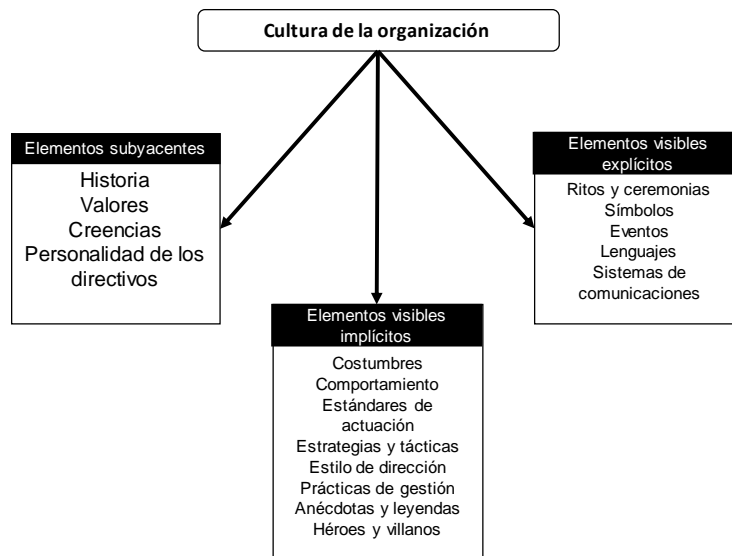 Cultura de la organización
Elementos subyacentes
Historia
Valores
Creencias
Personalidad de los
directivos
Elementos visibles
implícitos
Costumbres
Comportamiento
Estándares de
actuación
Estrategias y tácticas
Estilo de dirección
Prácticas de gestión
Anécdotas y leyendas
Héroes y villanos
Elementos visibles
explícitos
Ritos y ceremonias
Símbolos
Eventos
Lenguajes
Sistemas de
comunicaciones